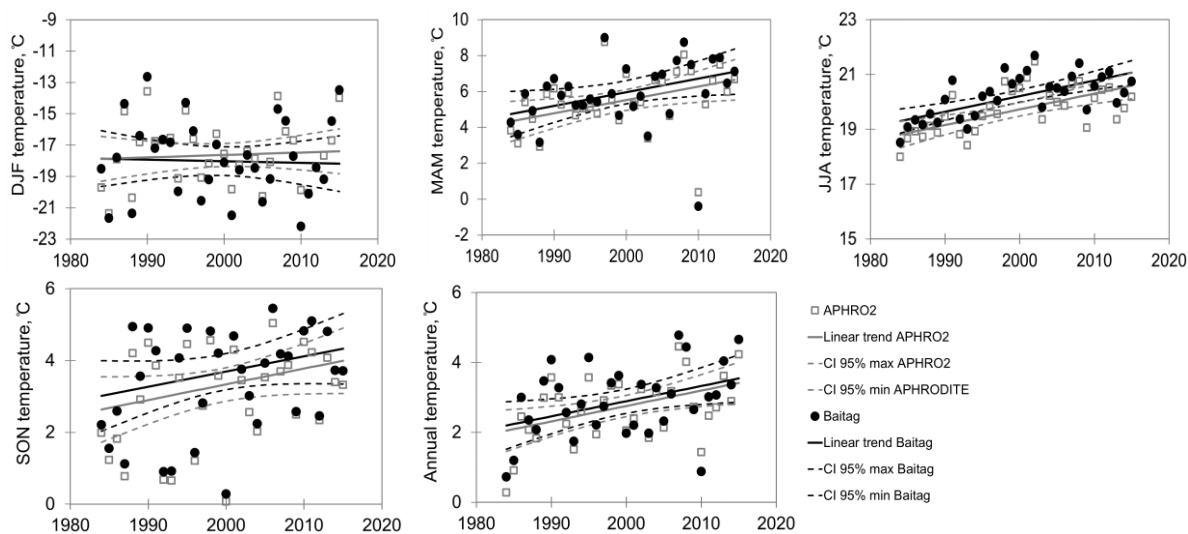 DJF temperature, ℃
-9
-11
-13
-15
-17
-19
-21
-23
1980 1990 2000 2010 2020
MAM temperature, ℃
10
8
6
4
2
0
-2
1980 1990 2000 2010 2020
JJA temperature, ℃
23
21
19
17
15
1980 1990 2000 2010 2020
SON temperature, ℃
6
4
2
0
1980 1990 2000 2010 2020
Annual temperature, ℃
6
4
2
0
1980 1990 2000 2010 2020
APHRO2
Linear trend APHRO2
CI 95% max APHRO2
CI 95% min APHRODITE
Baitag
Linear trend Baitag
CI 95% max Baitag
CI 95% min Baitag